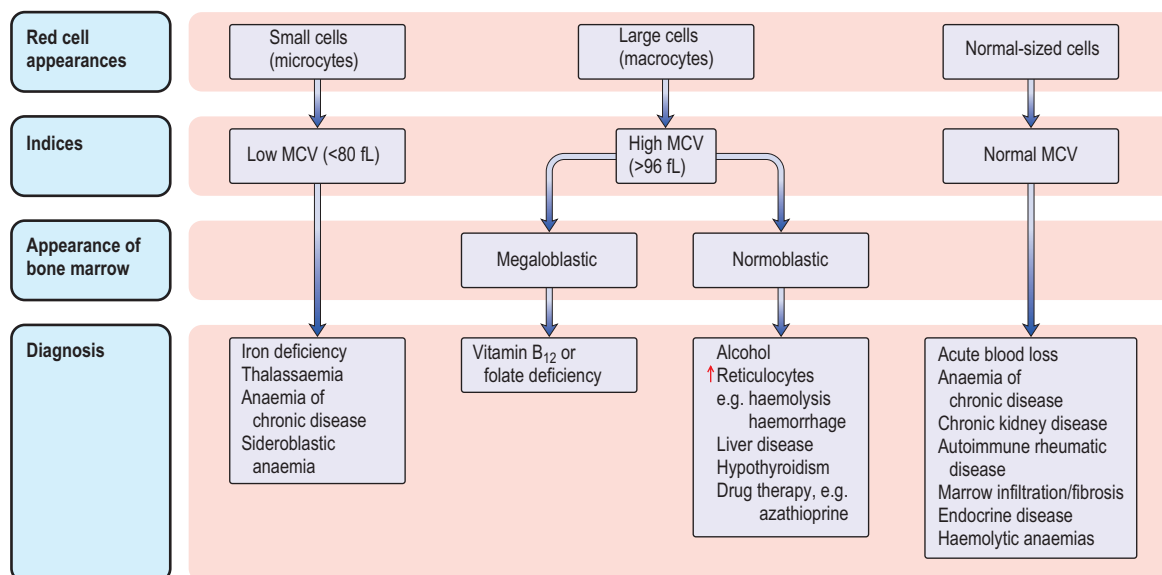 Red cell
appearances
Small cells
(microcytes)
Large cells
(macrocytes)
Normal-sized cells
Indices
Low MCV (<80 fL)
High MCV
(>96 fL)
Normal MCV
Appearance of
bone marrow
Megaloblastic
Normoblastic
Diagnosis
Iron deficiency
Thalassaemia
Anaemia of
chronic disease
Sideroblastic
anaemia
Vitamin B₁₂ or
folate deficiency
Alcohol
↑Reticulocytes
e.g. haemolysis
haemorrhage
Liver disease
Hypothyroidism
Drug therapy, e.g.
azathioprine
Acute blood loss
Anaemia of
chronic disease
Chronic kidney disease
Autoimmune rheumatic
disease
Marrow infiltration/fibrosis
Endocrine disease
Haemolytic anaemias